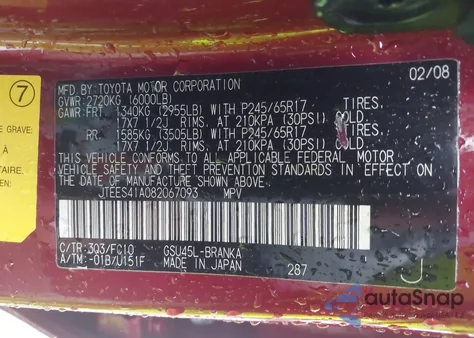 7
GRAVE:
À
TAIRE,
02/08
MFD. BY TOYOTA MOTOR CORPORATION
GVWR: 2720KG (6000LB)
GAWR: FRT 1340KG (2955LB) WITH P245/65R17 TIRES,
17X7 1/2J RIMS. AT 210KPA (30PSI) COLD.
RR 1585KG (3505LB) WITH P245/65R17 TIRES,
17X7 1/2J RIMS. AT 210KPA (30PSI) COLD.
THIS VEHICLE CONFORMS TO ALL APPLICABLE FEDERAL MOTOR
VEHICLE SAFETY AND THEFT PREVENTION STANDARDS IN EFFECT ON
THE DATE OF MANUFACTURE SHOWN ABOVE.
JTEES41A082067093 MPV
C/TR: 303/FC10 GSU45L-BRANKA
A/TM: -01B/U151F MADE IN JAPAN 287 J
autoSnap